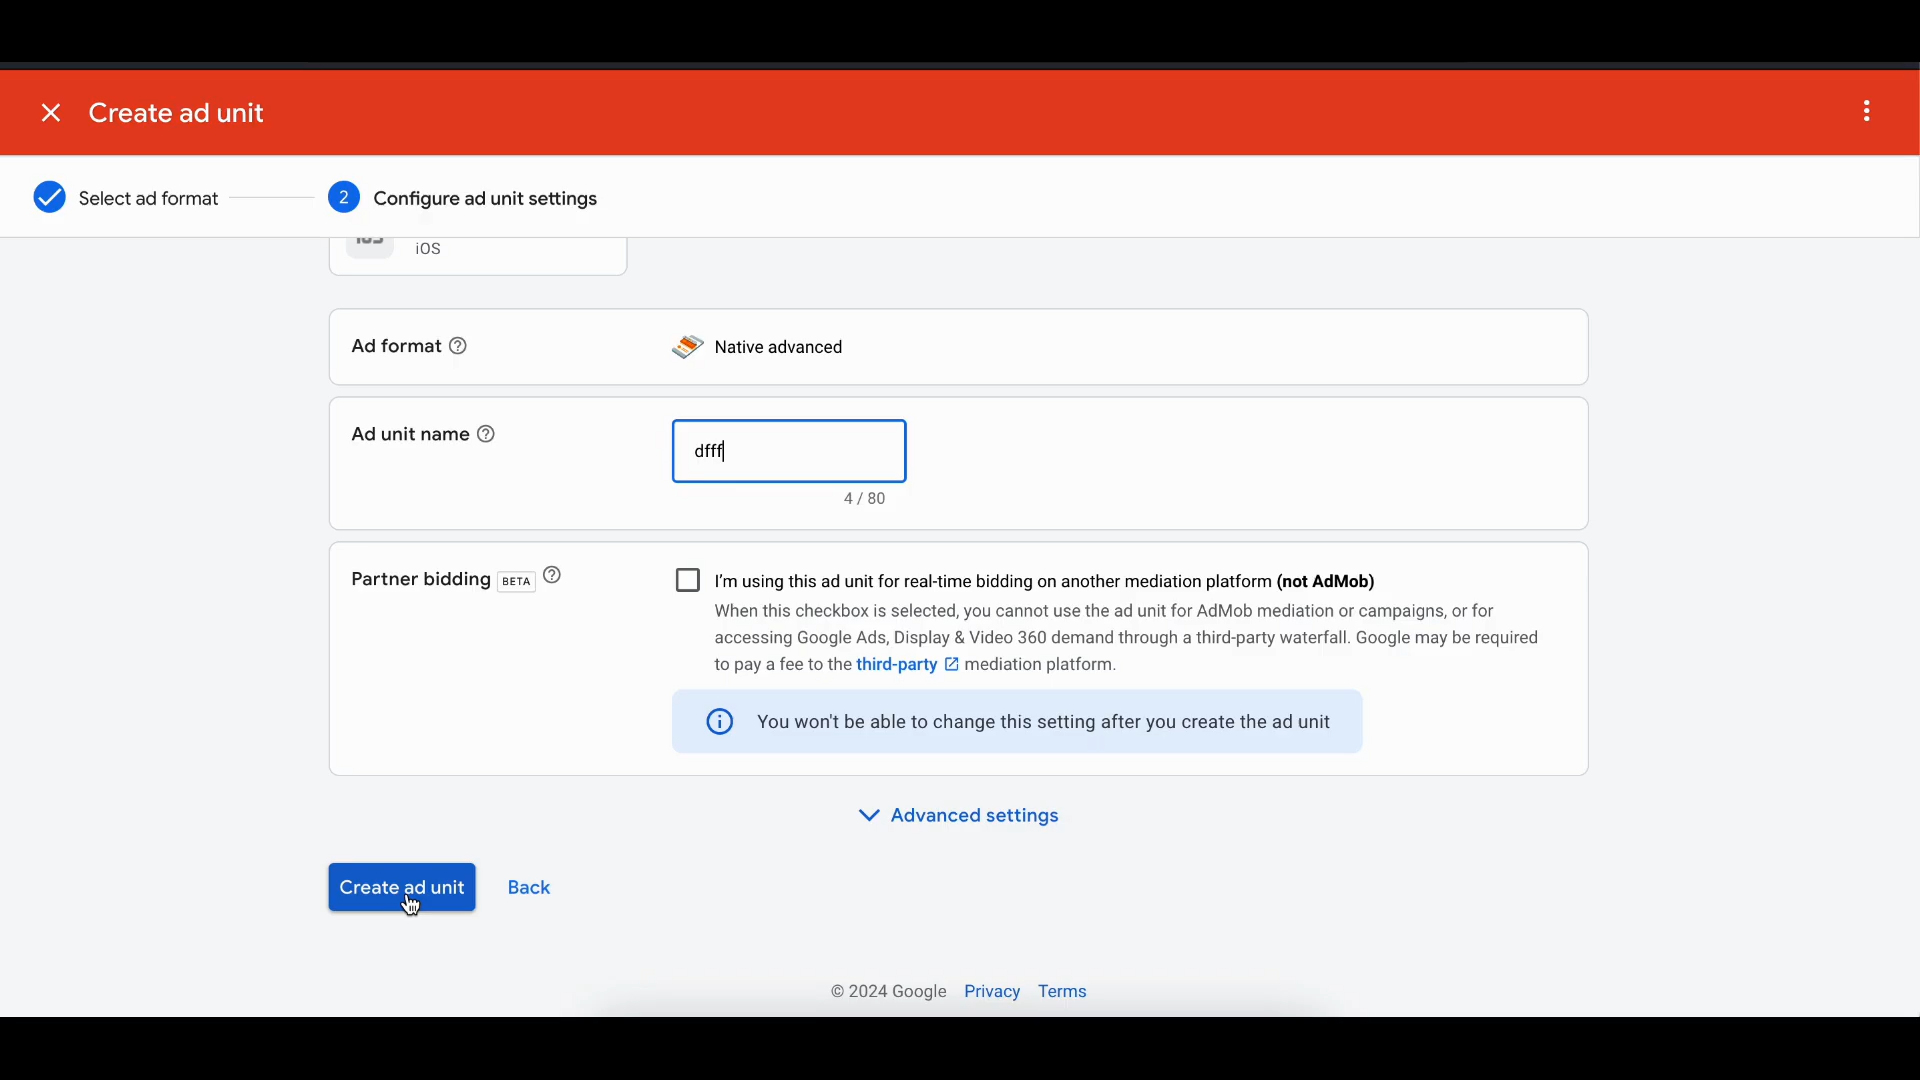 Create ad unit
Select ad format
2 Configure ad unit settings
iOS
iOS
Ad format
Native advanced
Ad unit name
dfff
4 / 80
Partner bidding BETA
I'm using this ad unit for real-time bidding on another mediation platform (not AdMob)
When this checkbox is selected, you cannot use the ad unit for AdMob mediation or campaigns, or for
accessing Google Ads, Display & Video 360 demand through a third-party waterfall. Google may be required
to pay a fee to the third-party mediation platform.
You won't be able to change this setting after you create the ad unit
Advanced settings
Create ad unit Back
© 2024 Google Privacy Terms